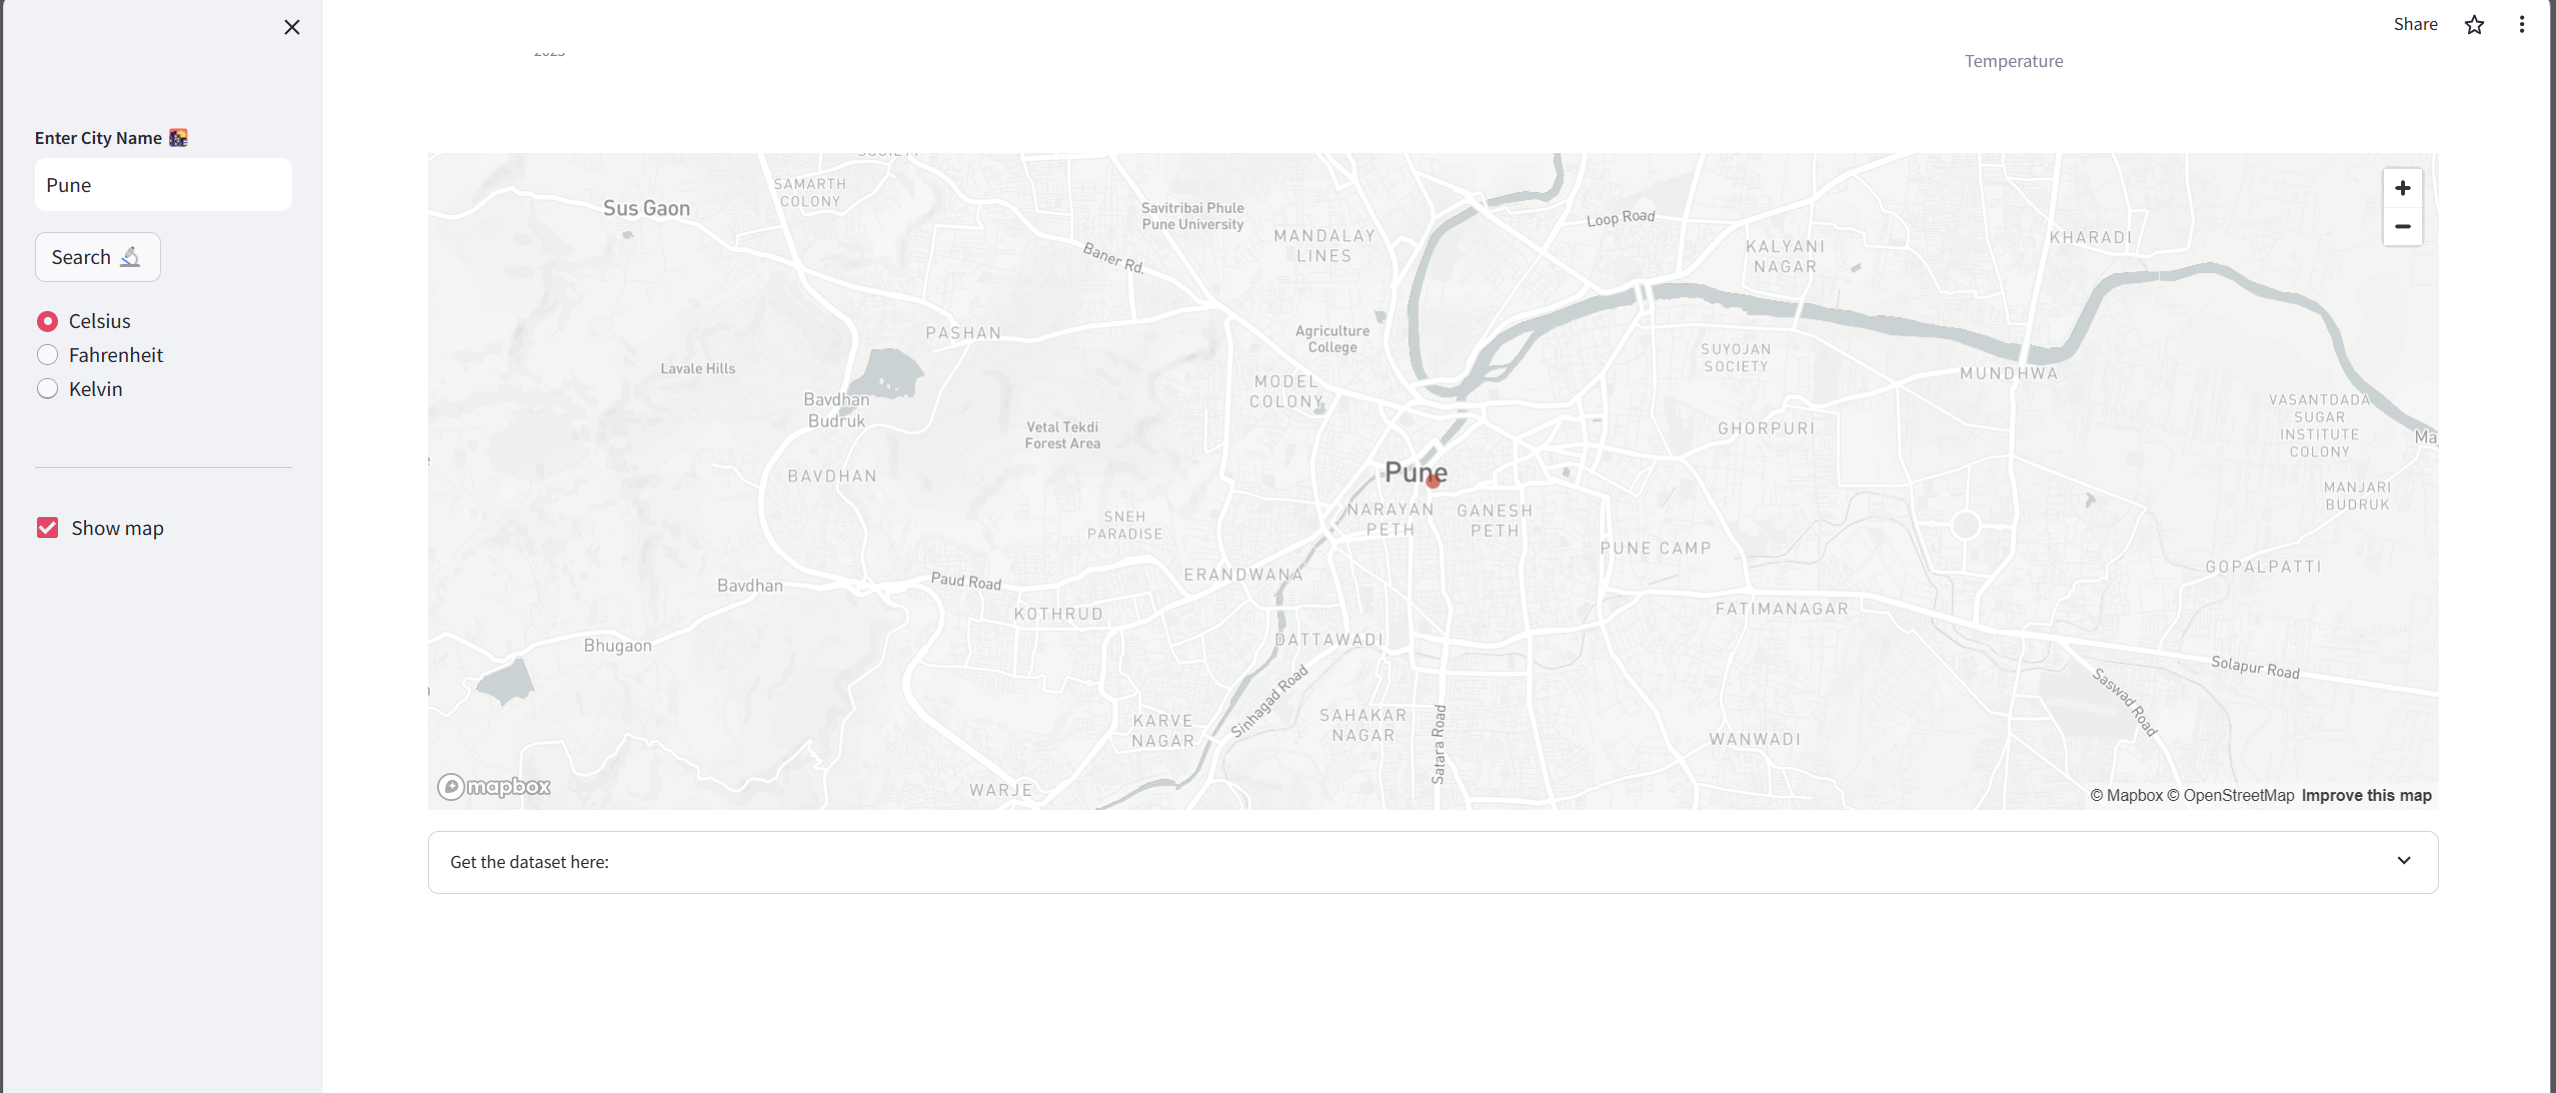 Share
Temperature
Enter City Name
Pune
Search
Celsius
Fahrenheit
Kelvin
Show map
SAMARTH
COLONY
Sus Gaon
Savitribai Phule
Pune University
Baner Rd.
MANDALAY
LINES
Loop Road
KALYANI
NAGAR
KHARADI
PASHAN
Agriculture
College
Lavale Hills
MODEL
COLONY
SUYOJAN
SOCIETY
MUNDHWA
Bavdhan
Budruk
Vetal Tekdi
Forest Area
GHORPURI
VASANTDADA
SUGAR
INSTITUTE
COLONY
Ma
BAVDHAN
Pune
MANJARI
BUDRUK
SNEH
PARADISE
NARAYAN
PETH
GANESH
PETH
PUNE CAMP
GOPALPATTI
Bavdhan
Paud Road
ERANDWANA
KOTHRUD
FATIMANAGAR
Bhugaon
DATTAWADI
Solapur Road
Saswad Road
Sinhagad Road
KARVE
NAGAR
SAHAKAR
NAGAR
Satara Road
WANWADI
WARJE
mapbox
© Mapbox © OpenStreetMap Improve this map
Get the dataset here: